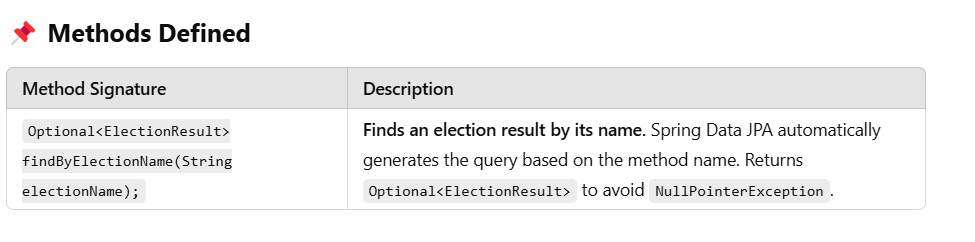 📌 Methods Defined
Method Signature
Description
Optional<ElectionResult>
findByElectionName(String
electionName);
Finds an election result by its name. Spring Data JPA automatically
generates the query based on the method name. Returns
Optional<ElectionResult> to avoid NullPointerException.